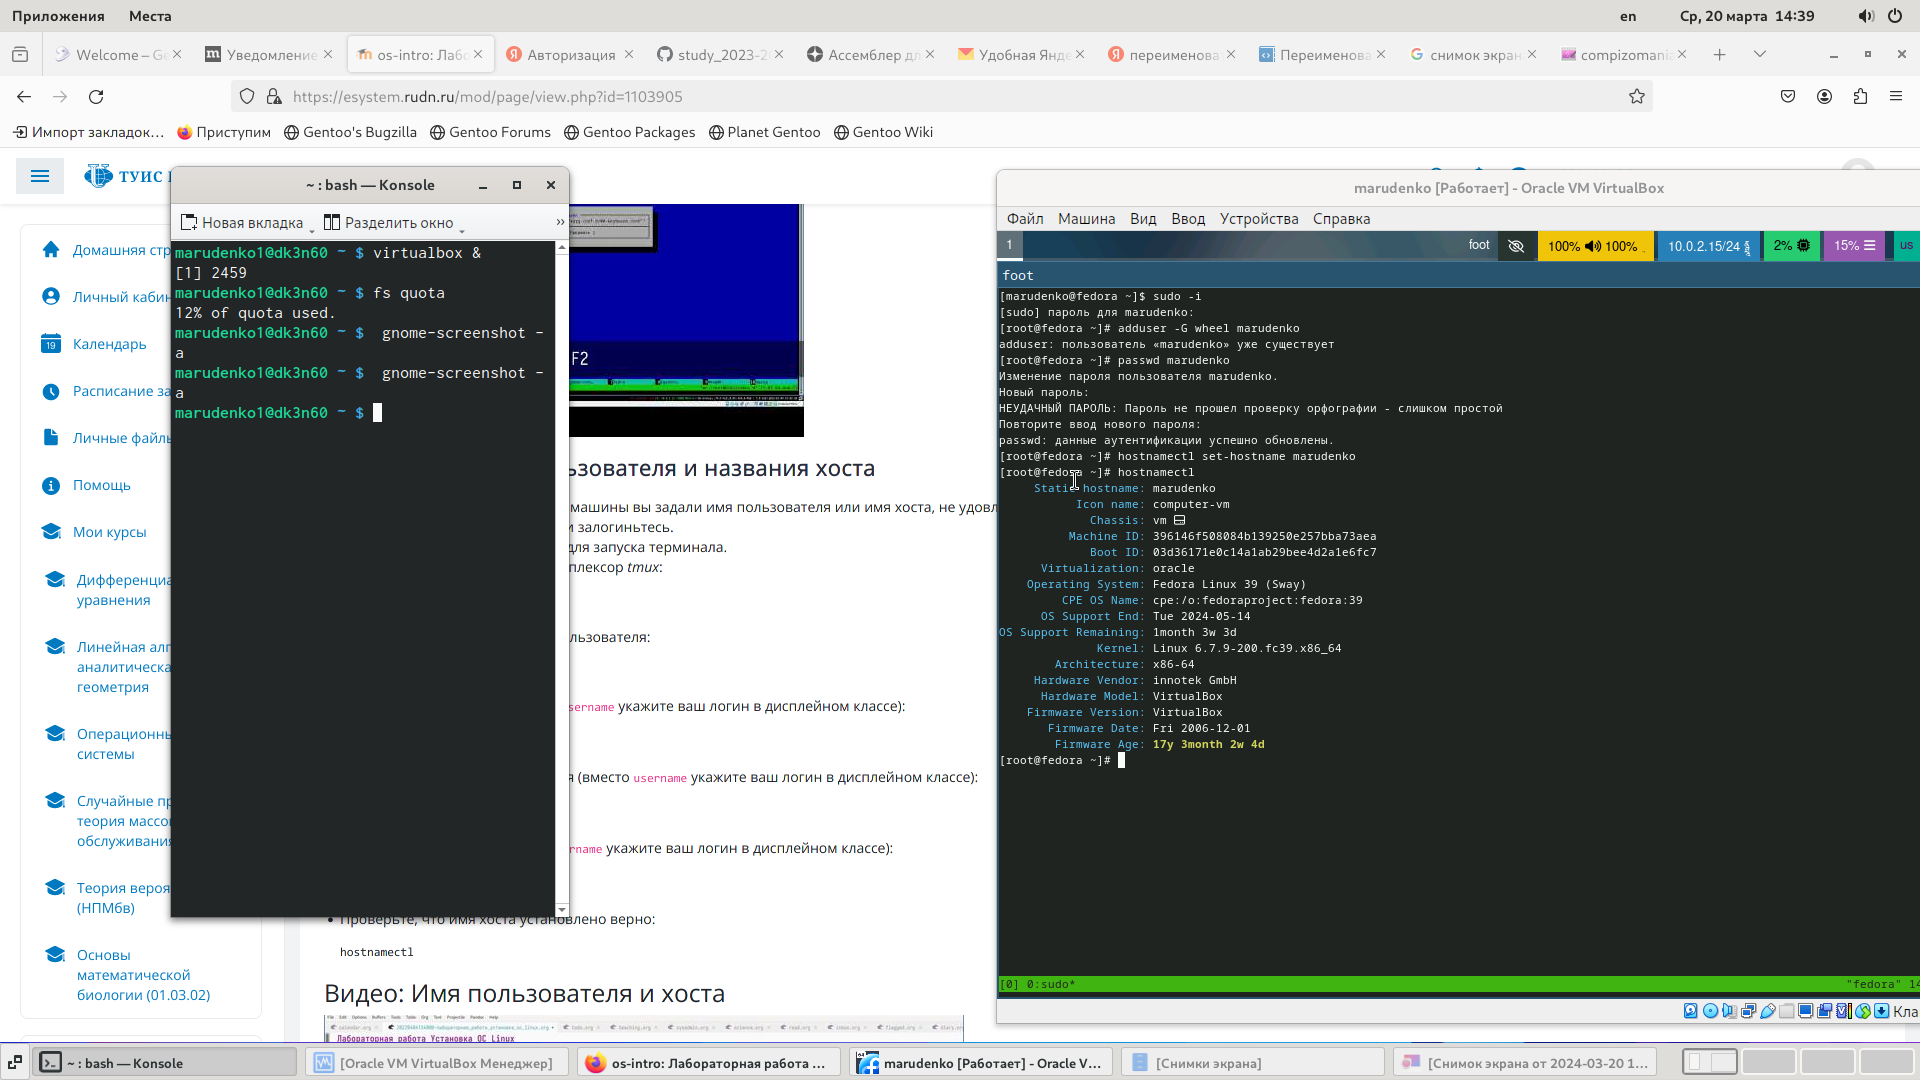 Приложения Места en Ср, 20 марта 14:39
Welcome – Ge Уведомление os-intro: Лабо Авторизация study_2023-2 Ассемблер дл Удобная Янде переименова Переименова снимок экран compizomania
https://esystem.rudn.ru/mod/page/view.php?id=1103905
Импорт закладок… Приступим Gentoo's Bugzilla Gentoo Forums Gentoo Packages Planet Gentoo Gentoo Wiki
ТУИС
Домашняя стр
Личный кабин
19 Календарь
Расписание за
Личные файлы
Помощь
Мои курсы
Дифференциа
уравнения
Линейная алг
аналитическа
геометрия
Операционн
системы
Случайные пр
теория массо
обслуживания
Теория вероя
(НПМбв)
Основы
математической
биологии (01.03.02)
~ : bash — Konsole
Новая вкладка Разделить окно »
marudenko1@dk3n60 ~ $ virtualbox &
[1] 2459
marudenko1@dk3n60 ~ $ fs quota
12% of quota used.
marudenko1@dk3n60 ~ $  gnome-screenshot -
a
marudenko1@dk3n60 ~ $  gnome-screenshot -
a
marudenko1@dk3n60 ~ $
F2
ьзователя и названия хоста
машины вы задали имя пользователя или имя хоста, не удовл
и залогиньтесь.
для запуска терминала.
плексор tmux:
льзователя:
sername укажите ваш логин в дисплейном классе):
я (вместо username укажите ваш логин в дисплейном классе):
rname укажите ваш логин в дисплейном классе):
• Проверьте, что имя хоста установлено верно:
hostnamectl
Видео: Имя пользователя и хоста
Лабораторная работа Установка ОС Linux
marudenko [Работает] - Oracle VM VirtualBox
Файл Машина Вид Ввод Устройства Справка
1 foot 100% 100% 10.0.2.15/24 2% 15% us
foot
[marudenko@fedora ~]$ sudo -i
[sudo] пароль для marudenko:
[root@fedora ~]# adduser -G wheel marudenko
adduser: пользователь «marudenko» уже существует
[root@fedora ~]# passwd marudenko
Изменение пароля пользователя marudenko.
Новый пароль:
НЕУДАЧНЫЙ ПАРОЛЬ: Пароль не прошел проверку орфографии - слишком простой
Повторите ввод нового пароля:
passwd: данные аутентификации успешно обновлены.
[root@fedora ~]# hostnamectl set-hostname marudenko
[root@fedora ~]# hostnamectl
Static hostname: marudenko
Icon name: computer-vm
Chassis: vm
Machine ID: 396146f508084b139250e257bba73aea
Boot ID: 03d36171e0c14a1ab29bee4d2a1e6fc7
Virtualization: oracle
Operating System: Fedora Linux 39 (Sway)
CPE OS Name: cpe:/o:fedoraproject:fedora:39
OS Support End: Tue 2024-05-14
OS Support Remaining: 1month 3w 3d
Kernel: Linux 6.7.9-200.fc39.x86_64
Architecture: x86-64
Hardware Vendor: innotek GmbH
Hardware Model: VirtualBox
Firmware Version: VirtualBox
Firmware Date: Fri 2006-12-01
Firmware Age: 17y 3month 2w 4d
[root@fedora ~]#
[0] 0:sudo* "fedora" 14
Кла
~ : bash — Konsole [Oracle VM VirtualBox Менеджер] os-intro: Лабораторная работа ... marudenko [Работает] - Oracle V... [Снимки экрана] [Снимок экрана от 2024-03-20 1...